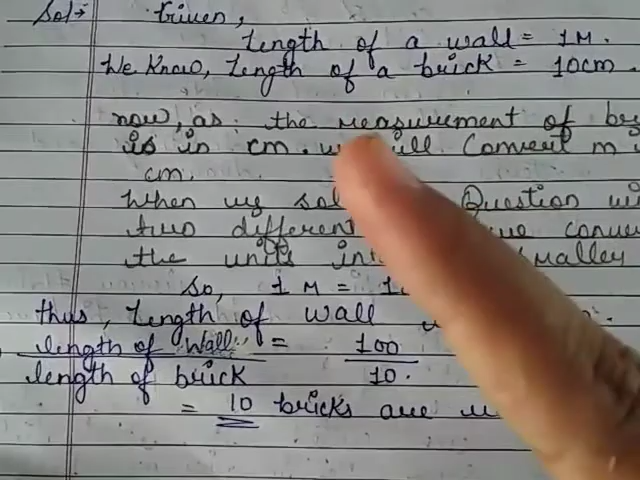 Sol→ Given,
Length of a wall = 1M.
We Know, Length of a brick = 10cm.
now, as the measurement of
is in cm. Convert m
cm.
When we Question
two different
the units smaller
So, 1 M =
thus, Length of wall
length of wall = 100
length of brick 10.
= 10 bricks are